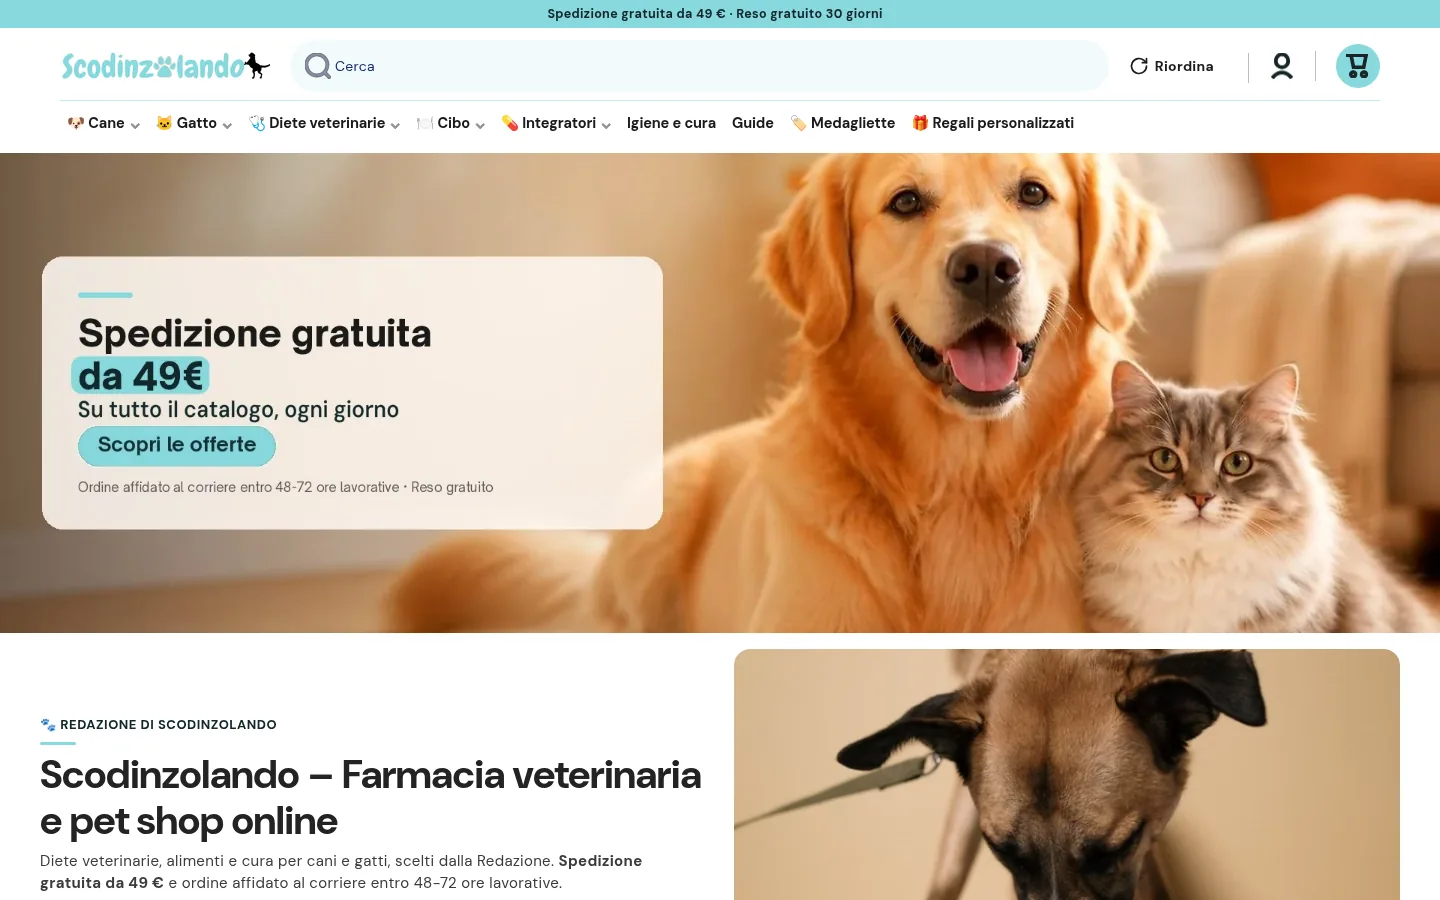 Spedizione gratuita da 49 € · Reso gratuito 30 giorni
Scodinzolando
Cerca
Riordina
Cane
Gatto
Diete veterinarie
Cibo
Integratori
Igiene e cura
Guide
Medagliette
Regali personalizzati
Spedizione gratuita
da 49€
Su tutto il catalogo, ogni giorno
Scopri le offerte
Ordine affidato al corriere entro 48-72 ore lavorative • Reso gratuito
🐾 REDAZIONE DI SCODINZOLANDO
Scodinzolando – Farmacia veterinaria
e pet shop online
Diete veterinarie, alimenti e cura per cani e gatti, scelti dalla Redazione. Spedizione
gratuita da 49 € e ordine affidato al corriere entro 48–72 ore lavorative.